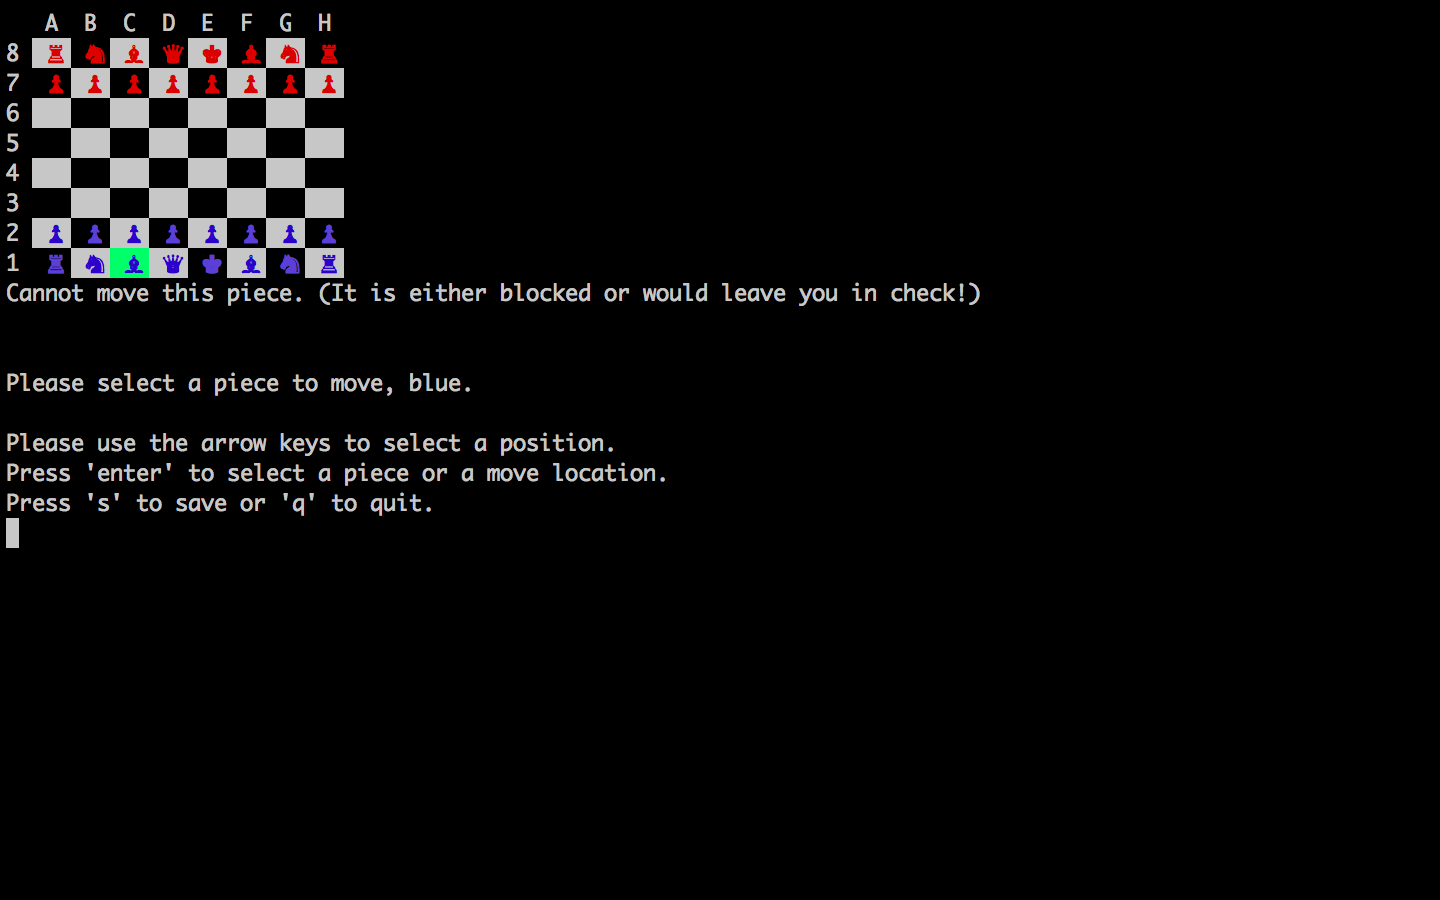 A B C D E F G H
8
7
6
5
4
3
2
1
Cannot move this piece. (It is either blocked or would leave you in check!)
Please select a piece to move, blue.
Please use the arrow keys to select a position.
Press 'enter' to select a piece or a move location.
Press 's' to save or 'q' to quit.